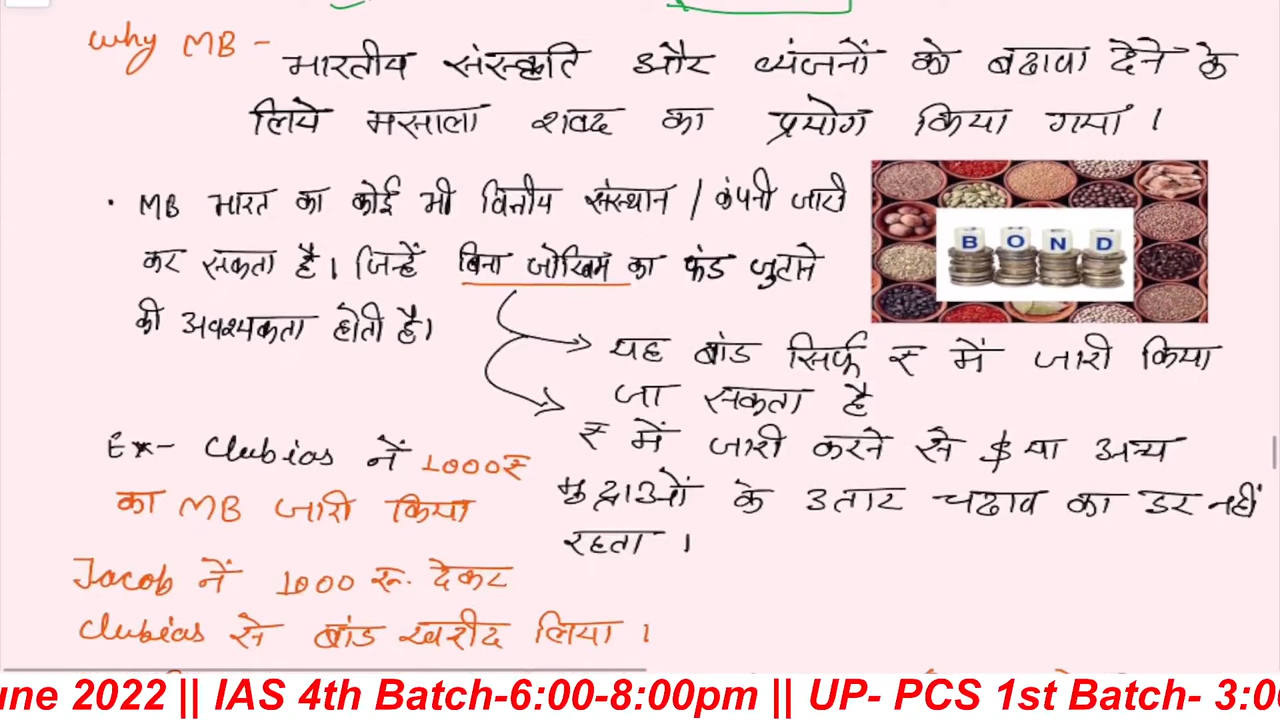 Why MB - भारतीय संस्कृति और व्यंजनों को बढावा देने के
लिये मसाला शब्द का प्रयोग किया गया ।
• MB भारत का कोई भी वित्तीय संस्थान / कंपनी जारी
कर सकता है। जिन्हें बिना जोखिम का फंड जुटाने
की अवश्यकता होती है।
BOND
यह बांड सिर्फ ₹ में जारी किया
जा सकता है
₹ में जारी करने से $ या अन्य
मुद्राओं के उतार चढाव का डर नहीं
रहता ।
Ex- Clubias नें 1000₹
का MB जारी किया
Jacob नें 1000 रू. देकर
Clubias से बांड खरीद लिया ।
une 2022 || IAS 4th Batch-6:00-8:00pm || UP- PCS 1st Batch- 3:0